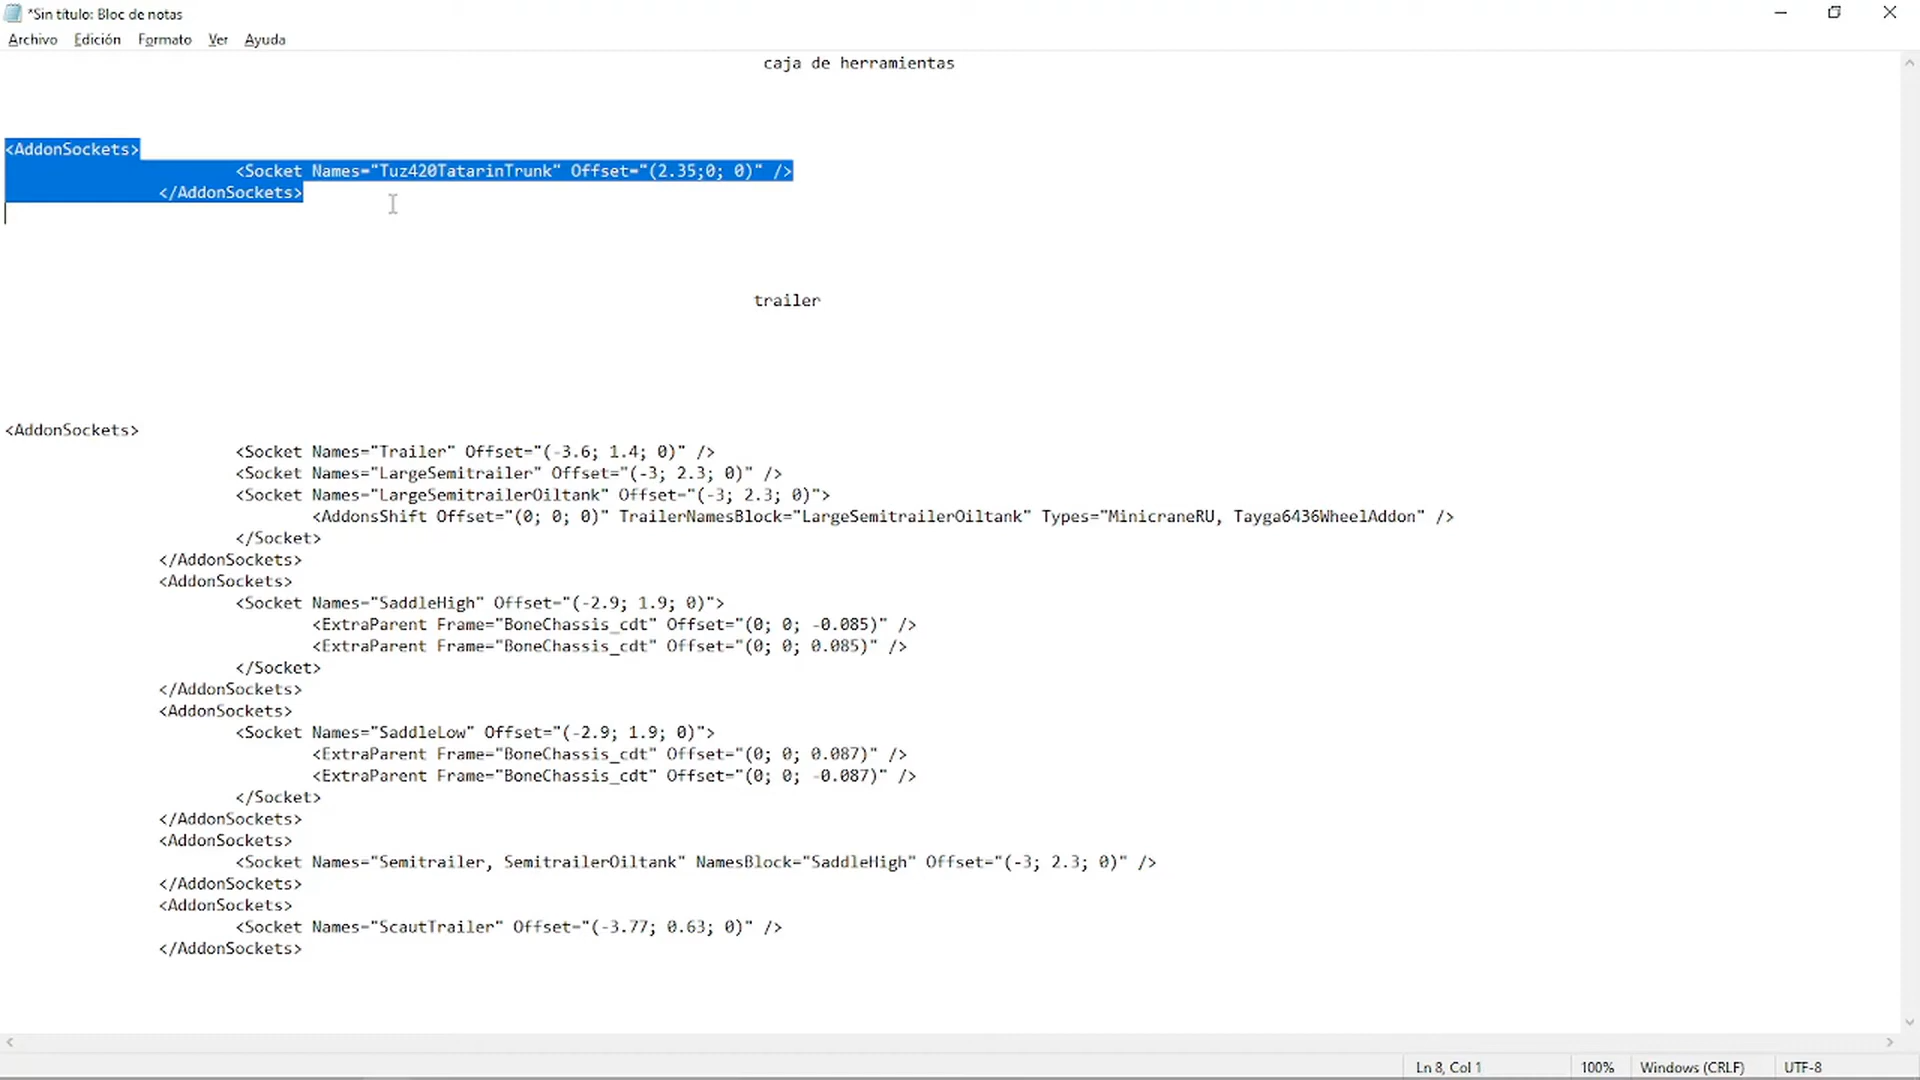 *Sin título: Bloc de notas
Archivo Edición Formato Ver Ayuda
caja de herramientas
<AddonSockets>
<Socket Names="Tuz420TatarinTrunk" Offset="(2.35;0; 0)" />
</AddonSockets>
trailer
<AddonSockets>
<Socket Names="Trailer" Offset="(-3.6; 1.4; 0)" />
<Socket Names="LargeSemitrailer" Offset="(-3; 2.3; 0)" />
<Socket Names="LargeSemitrailerOiltank" Offset="(-3; 2.3; 0)">
<AddonsShift Offset="(0; 0; 0)" TrailerNamesBlock="LargeSemitrailerOiltank" Types="MinicraneRU, Tayga6436WheelAddon" />
</Socket>
</AddonSockets>
<AddonSockets>
<Socket Names="SaddleHigh" Offset="(-2.9; 1.9; 0)">
<ExtraParent Frame="BoneChassis_cdt" Offset="(0; 0; -0.085)" />
<ExtraParent Frame="BoneChassis_cdt" Offset="(0; 0; 0.085)" />
</Socket>
</AddonSockets>
<AddonSockets>
<Socket Names="SaddleLow" Offset="(-2.9; 1.9; 0)">
<ExtraParent Frame="BoneChassis_cdt" Offset="(0; 0; 0.087)" />
<ExtraParent Frame="BoneChassis_cdt" Offset="(0; 0; -0.087)" />
</Socket>
</AddonSockets>
<AddonSockets>
<Socket Names="Semitrailer, SemitrailerOiltank" NamesBlock="SaddleHigh" Offset="(-3; 2.3; 0)" />
</AddonSockets>
<AddonSockets>
<Socket Names="ScautTrailer" Offset="(-3.77; 0.63; 0)" />
</AddonSockets>
Ln 8, Col 1 100% Windows (CRLF) UTF-8